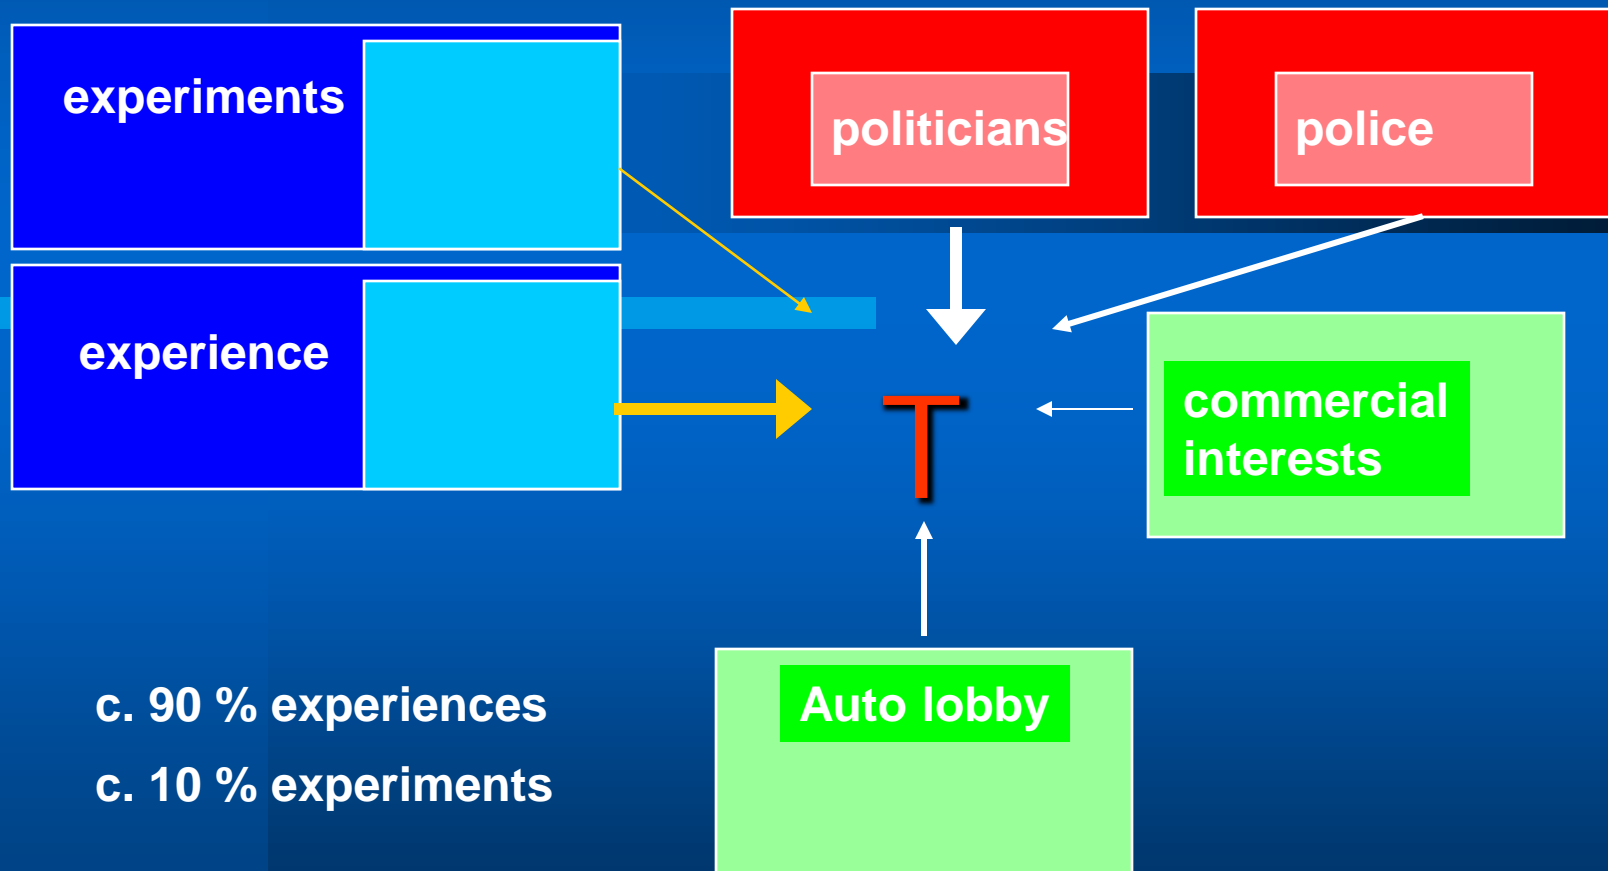 experiments
politicians
police
experience
T
commercial
interests
c. 90 % experiences
Auto lobby
c. 10 % experiments